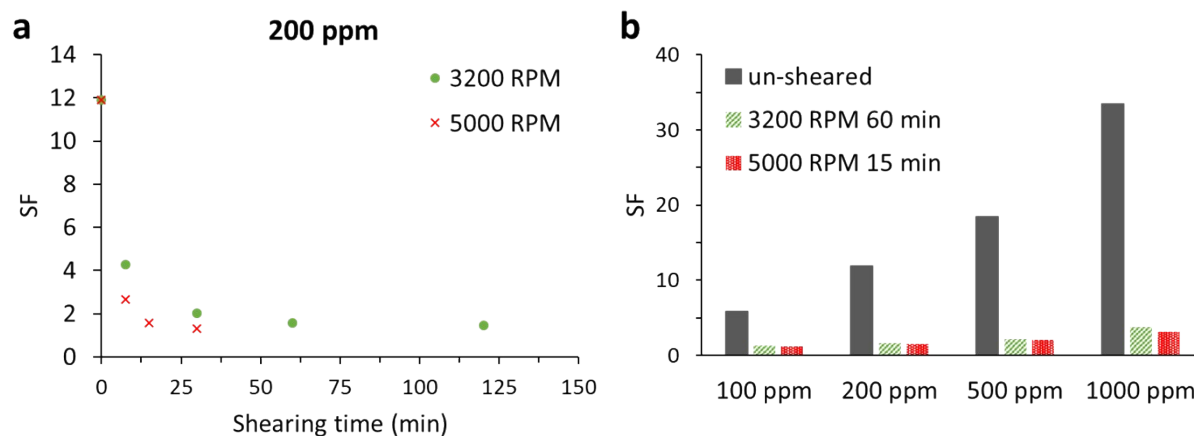 a
200 ppm
14
12
10
8
6
4
2
0
SF
3200 RPM
5000 RPM
0 25 50 75 100 125 150
Shearing time (min)
b
40
30
20
10
0
SF
un-sheared
3200 RPM 60 min
5000 RPM 15 min
100 ppm 200 ppm 500 ppm 1000 ppm